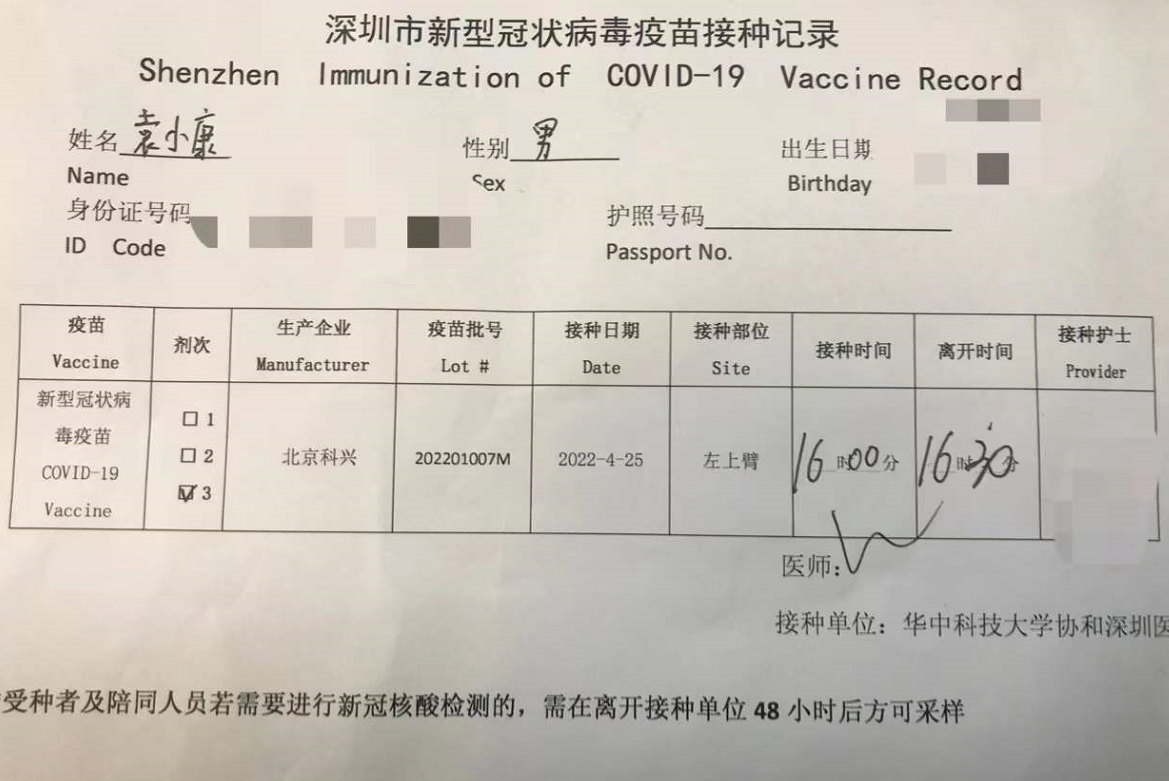 深圳市新型冠状病毒疫苗接种记录
Shenzhen Immunization of COVID-19 Vaccine Record
姓名 袁小康 性别 男 出生日期
Name Sex Birthday
身份证号码 护照号码
ID Code Passport No.
疫苗 Vaccine 剂次 生产企业 Manufacturer 疫苗批号 Lot # 接种日期 Date 接种部位 Site 接种时间 离开时间 接种护士 Provider
新型冠状病
毒疫苗
COVID-19
Vaccine
1
2
3
北京科兴 202201007M 2022-4-25 左上臂 16时00分 16时30分
医师:
接种单位: 华中科技大学协和深圳医
受种者及陪同人员若需要进行新冠核酸检测的,需在离开接种单位 48 小时后方可采样